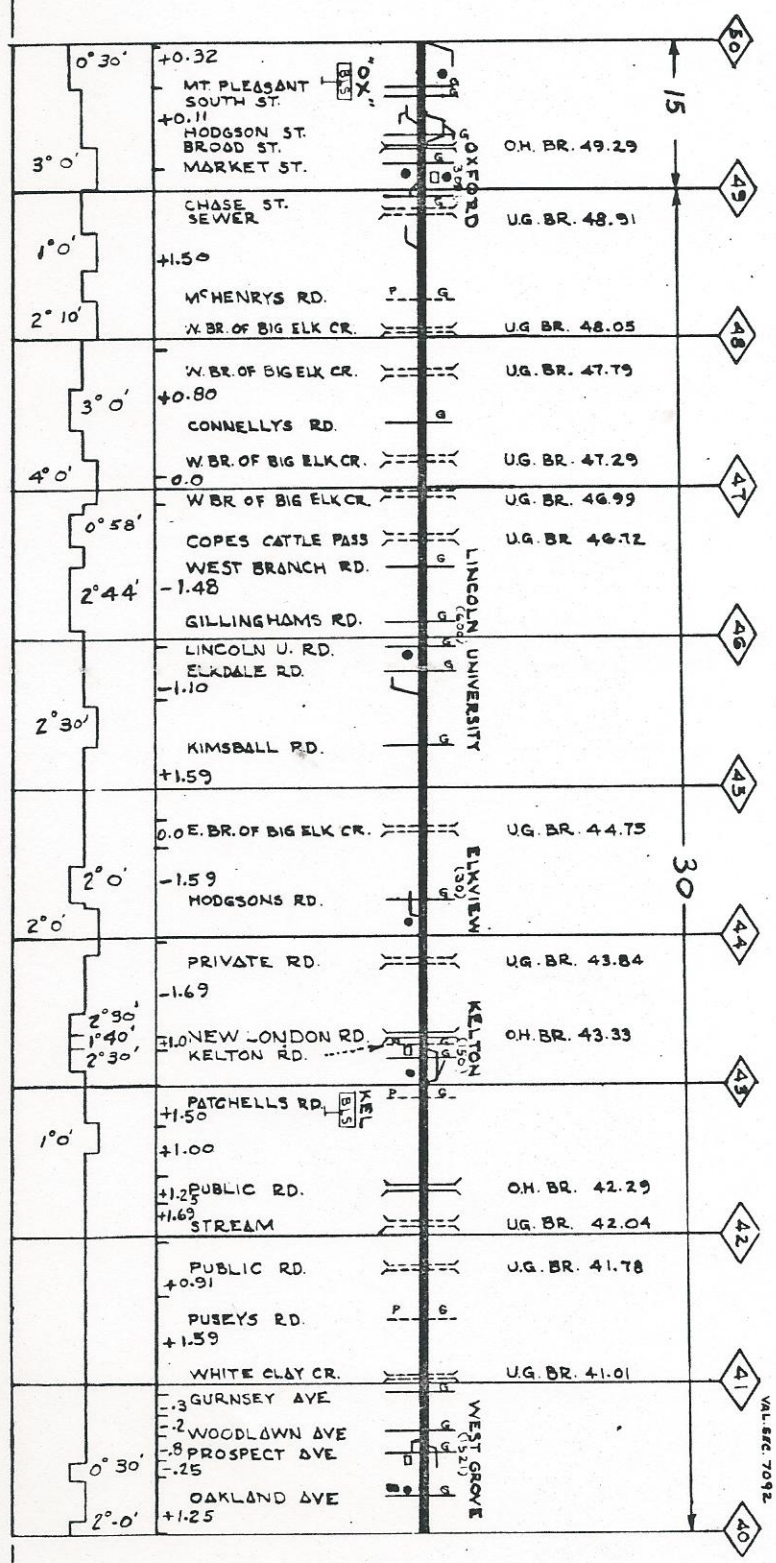 50
0° 30'
+0.32
MT. PLEASANT
SOUTH ST.
"OX"
BLS
+0.11
HODGSON ST.
BROAD ST.
O.H. BR. 49.29
3° 0'
MARKET ST.
G
OXFORD
15
49
CHASE ST.
SEWER
U.G. BR. 48.91
1° 0'
+1.50
McHENRYS RD.
P G
2° 10'
W. BR. OF BIG ELK CR.
U.G BR. 48.05
48
W. BR. OF BIG ELK CR.
U.G. BR. 47.79
3° 0'
+0.80
CONNELLYS RD.
G
W. BR. OF BIG ELK CR.
U.G. BR. 47.29
4° 0'
0.0
47
W BR OF BIG ELK CR.
U.G. BR. 46.99
0° 58'
COPES CATTLE PASS
U.G. BR 46.72
WEST BRANCH RD.
G
2° 44'
-1.48
GILLINGHAMS RD.
G
LINCOLN UNIVERSITY
(600)
46
LINCOLN U. RD.
G
ELKDALE RD.
G
-1.10
2° 30'
KIMSBALL RD.
G
+1.59
45
0.0 E. BR. OF BIG ELK CR.
U.G. BR. 44.75
2° 0'
-1.59
HODGSONS RD.
G
ELKVIEW
(30)
30
2° 0'
44
PRIVATE RD.
U.G. BR. 43.84
-1.69
2° 30'
1° 40'
2° 30'
+1.0 NEW LONDON RD.
O.H. BR. 43.33
KELTON RD.
G
KELTON
(150)
43
PATCHELLS RD.
P G
KEL
BLS
+1.50
1° 0'
+1.00
+1.25 PUBLIC RD.
O.H. BR. 42.29
+1.69
STREAM
U.G. BR. 42.04
42
PUBLIC RD.
U.G. BR. 41.78
+0.91
PUSEYS RD.
P G
+1.59
WHITE CLAY CR.
U.G. BR. 41.01
41
-.3 GURNSEY AVE
G
-.2 WOODLAWN AVE
G
-.8 PROSPECT AVE
G
WEST GROVE
(1521)
0° 30'
-.25
OAKLAND AVE
G
2°-0'
+1.25
40
VAL. SEC. 7092